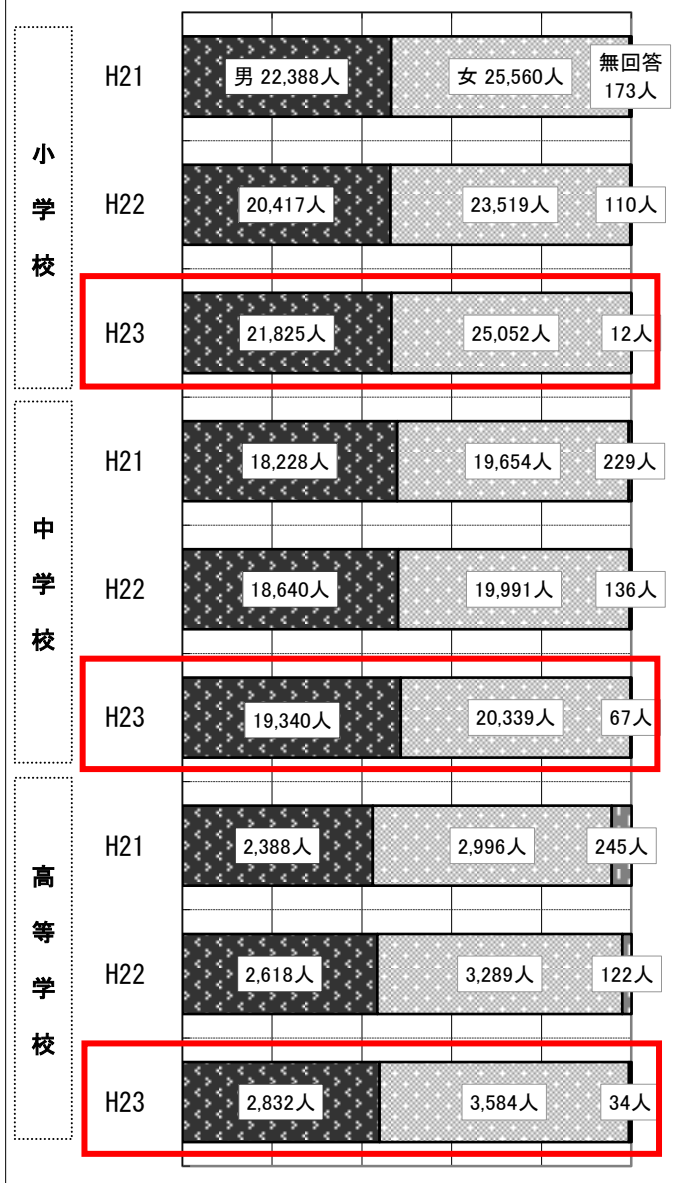 小学校
H21
男 22,388人
女 25,560人
無回答
173人
H22
20,417人
23,519人
110人
H23
21,825人
25,052人
12人
中学校
H21
18,228人
19,654人
229人
H22
18,640人
19,991人
136人
H23
19,340人
20,339人
67人
高等学校
H21
2,388人
2,996人
245人
H22
2,618人
3,289人
122人
H23
2,832人
3,584人
34人